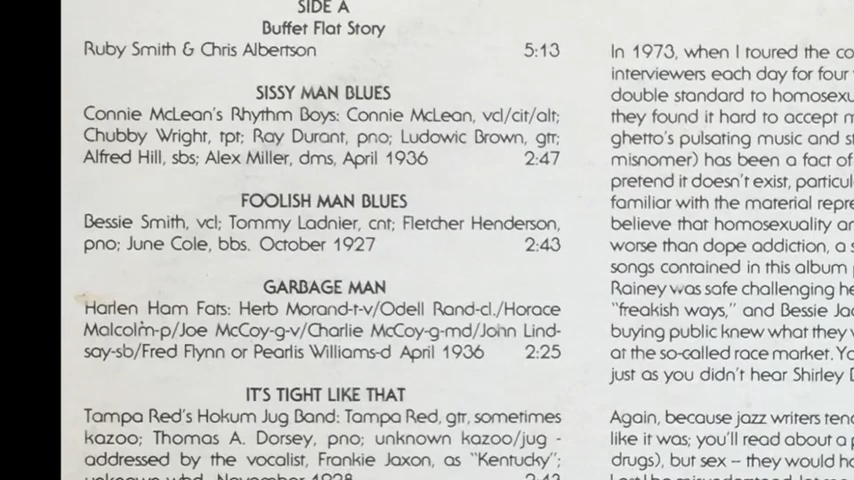 SIDE A
Buffet Flat Story
Ruby Smith & Chris Albertson 5:13
SISSY MAN BLUES
Connie McLean's Rhythm Boys: Connie McLean, vcl/cit/alt;
Chubby Wright, tpt; Ray Durant, pno; Ludowic Brown, gtr;
Alfred Hill, sbs; Alex Miller, dms, April 1936 2:47
FOOLISH MAN BLUES
Bessie Smith, vcl; Tommy Ladnier, cnt; Fletcher Henderson,
pno; June Cole, bbs. October 1927 2:43
GARBAGE MAN
Harlen Ham Fats: Herb Morand-t-v/Odell Rand-cl./Horace
Malcolm-p/Joe McCoy-g-v/Charlie McCoy-g-md/John Lind-
say-sb/Fred Flynn or Pearlis Williams-d April 1936 2:25
IT'S TIGHT LIKE THAT
Tampa Red's Hokum Jug Band: Tampa Red, gtr, sometimes
kazoo; Thomas A. Dorsey, pno; unknown kazoo/jug -
addressed by the vocalist, Frankie Jaxon, as "Kentucky";
November 1928
In 1973, when I toured the
interviewers each day for four
double standard to
they found it hard to accept
ghetto's pulsating music and
misnomer) has been a fact of
pretend it doesn't exist,
familiar with the material
believe that homosexuality
worse than dope addiction, a
songs contained in this album
Rainey was safe challenging
"freakish ways," and Bessie
buying public knew what they
at the so-called race market.
just as you didn't hear Shirley
Again, because jazz writers
like it was; you'll read about a
drugs), but sex – they would